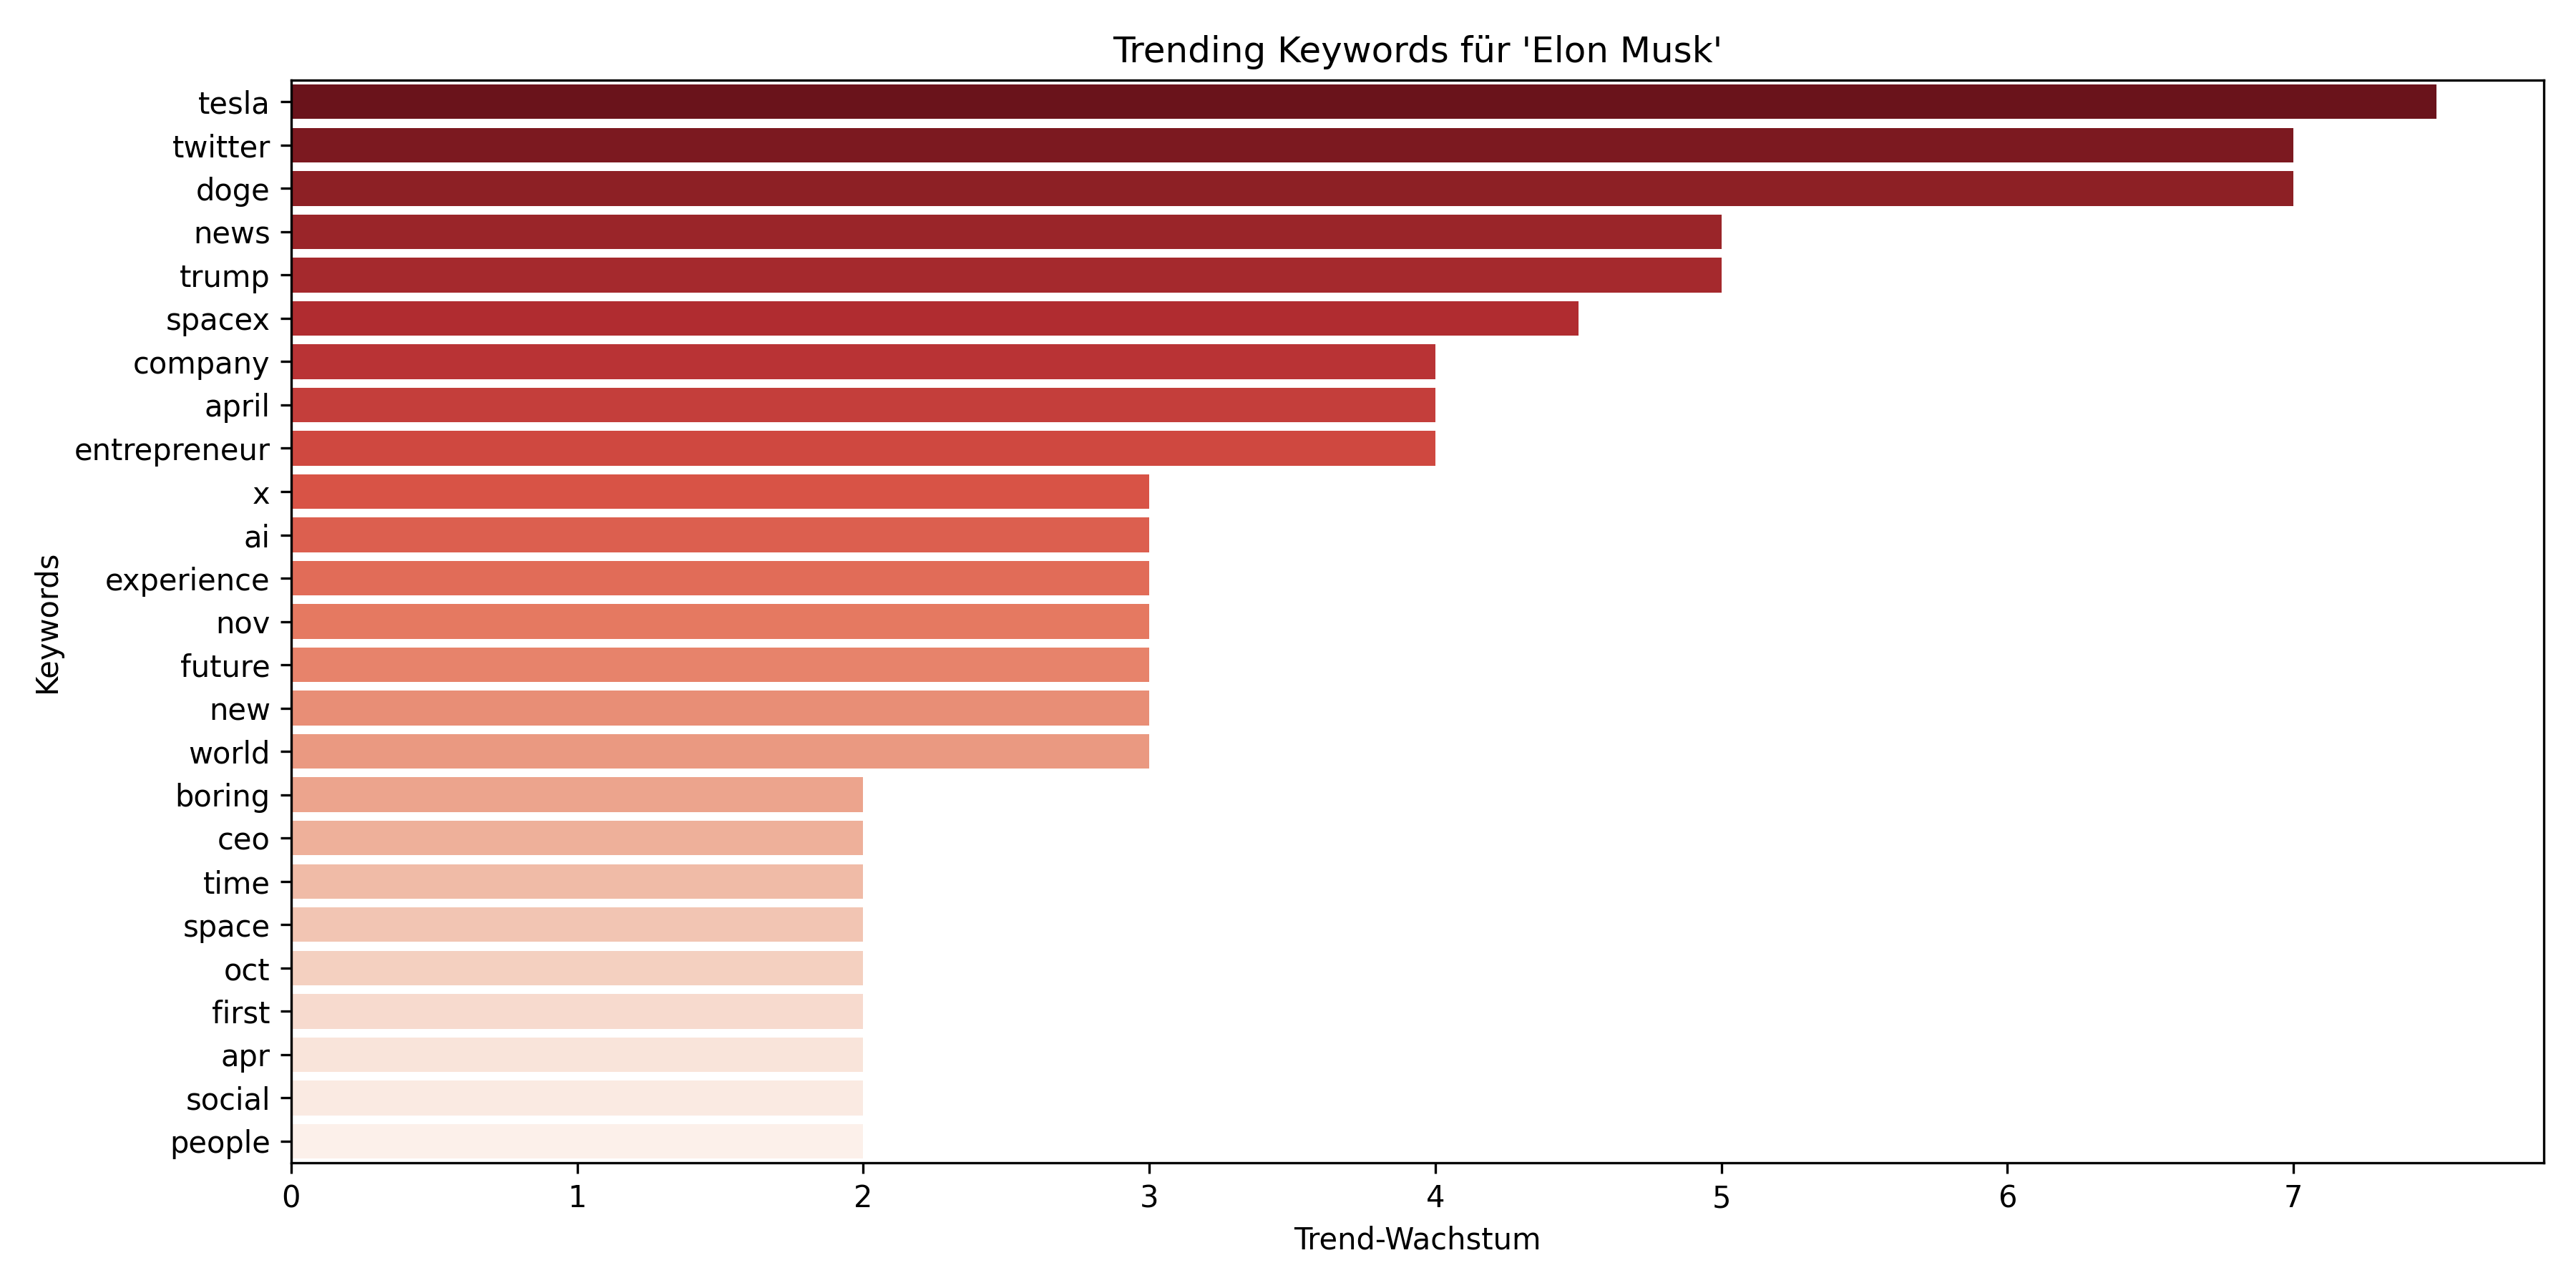 Trending Keywords für 'Elon Musk'
tesla
twitter
doge
news
trump
spacex
company
april
entrepreneur
x
ai
experience
nov
future
new
world
boring
ceo
time
space
oct
first
apr
social
people
Keywords
0 1 2 3 4 5 6 7
Trend-Wachstum